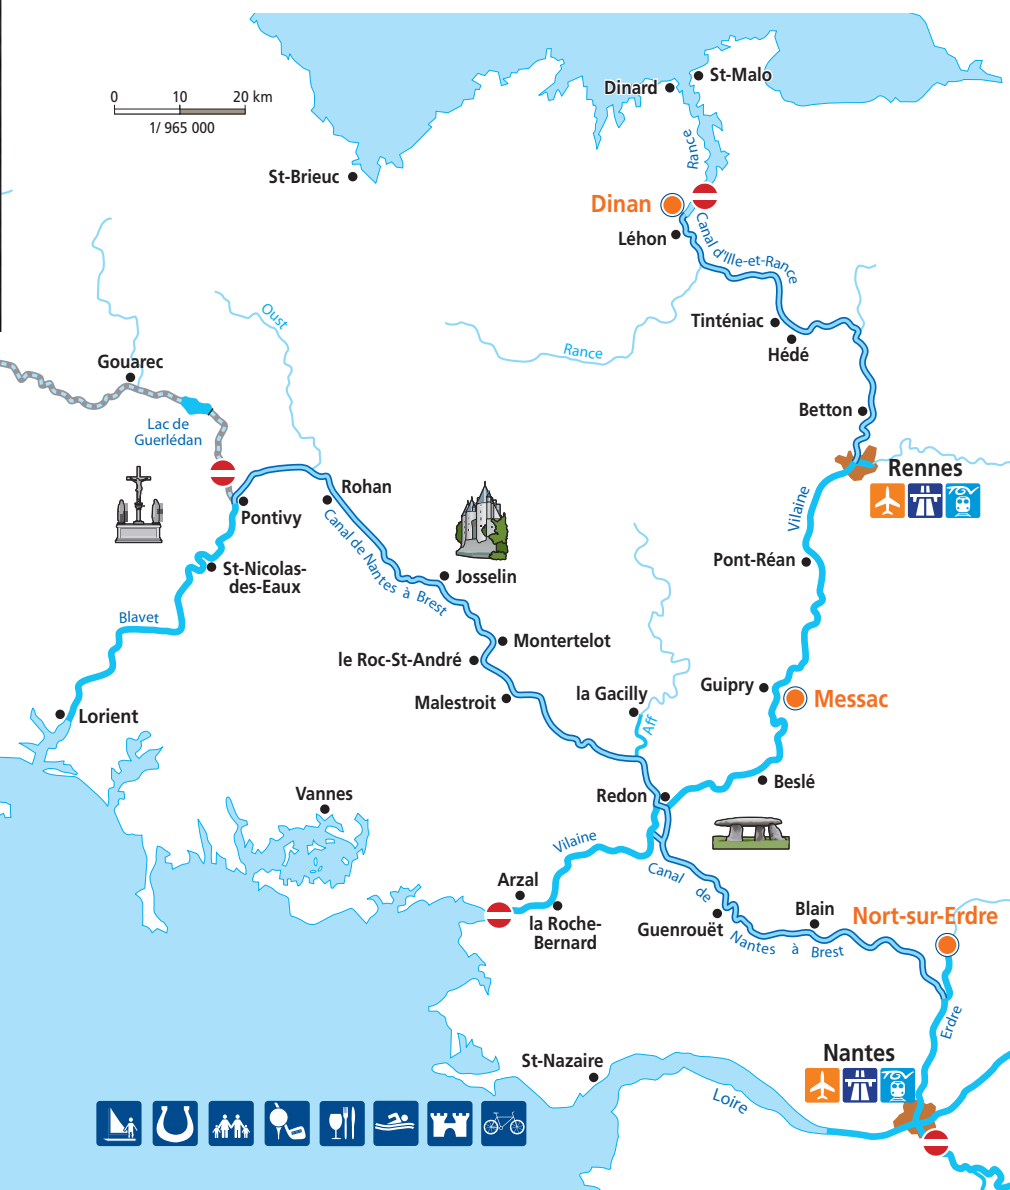 St-Malo
Dinard
0 10 20 km
1/ 965 000
Rance
St-Brieuc
Dinan
Léhon
Canal d'Ille-et-Rance
Oust
Tinténiac
Hédé
Rance
Gouarec
Betton
Lac de
Guerlédan
Rennes
TGV
Rohan
Pontivy
Vilaine
Canal de Nantes à Brest
Pont-Réan
St-Nicolas-
des-Eaux
Josselin
Blavet
Montertelot
le Roc-St-André
Guipry
la Gacilly
Messac
Malestroit
Lorient
Aff
Beslé
Vannes
Redon
Vilaine
Canal de
Arzal
Blain
Nort-sur-Erdre
la Roche-
Bernard
Guenrouët
Nantes à Brest
Erdre
Nantes
St-Nazaire
TGV
Loire